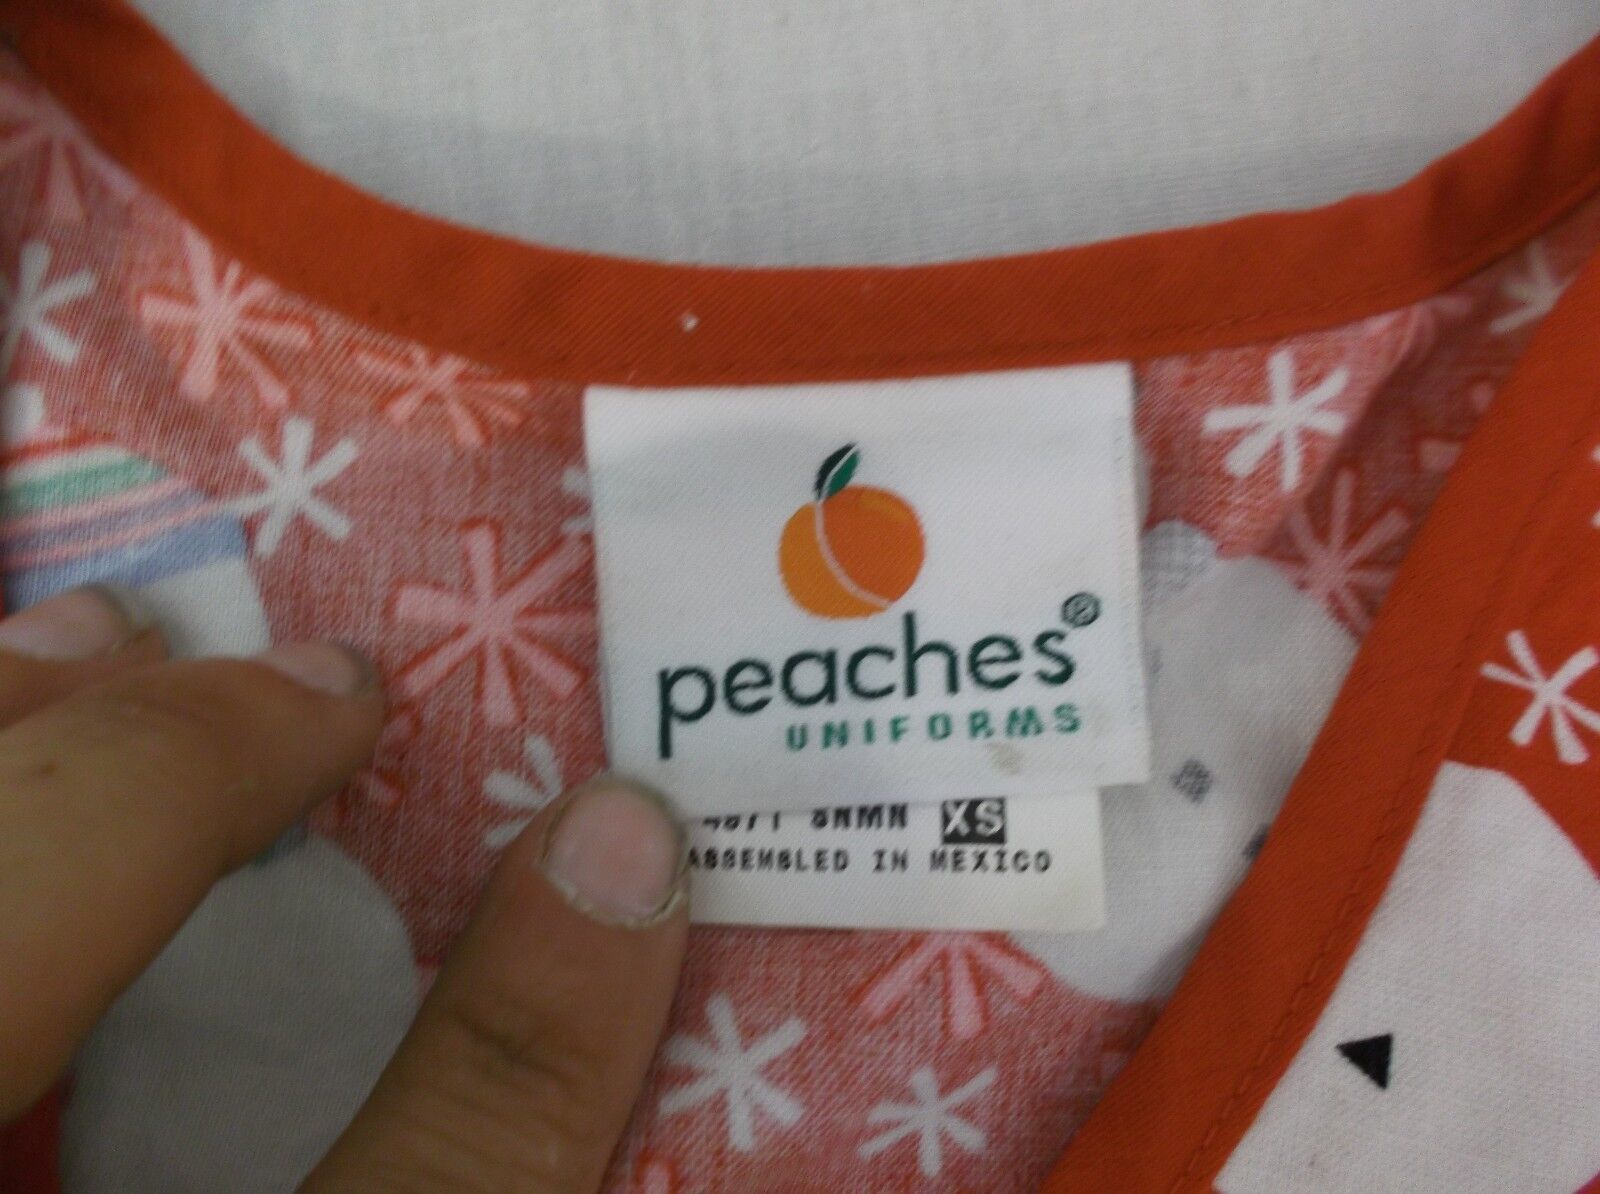 peaches®
UNIFORMS
SNMN XS
ASSEMBLED IN MEXICO